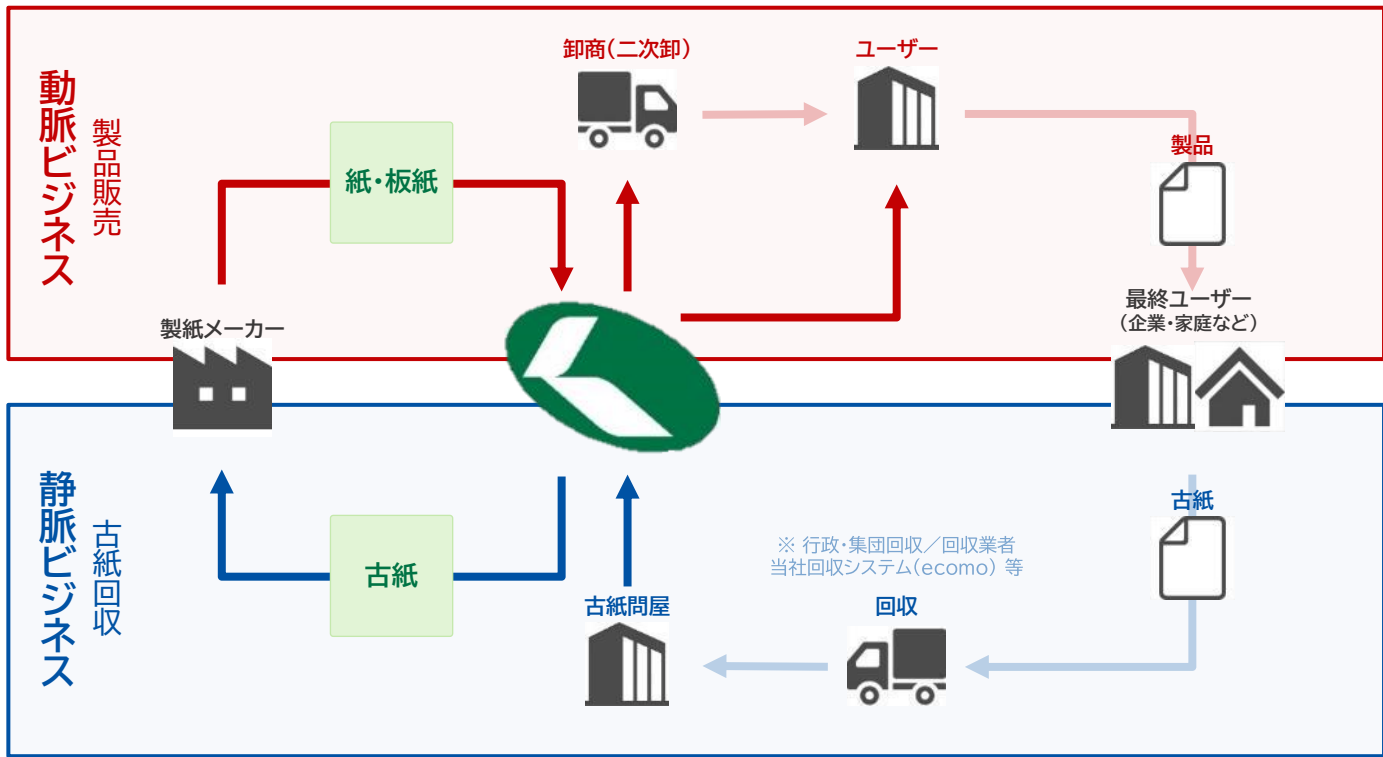 動脈ビジネス
製品販売
卸商(二次卸)
ユーザー
紙・板紙
製品
製紙メーカー
最終ユーザー
(企業・家庭など)
静脈ビジネス
古紙回収
古紙
古紙
※ 行政・集団回収／回収業者
当社回収システム(ecomo) 等
古紙問屋
回収